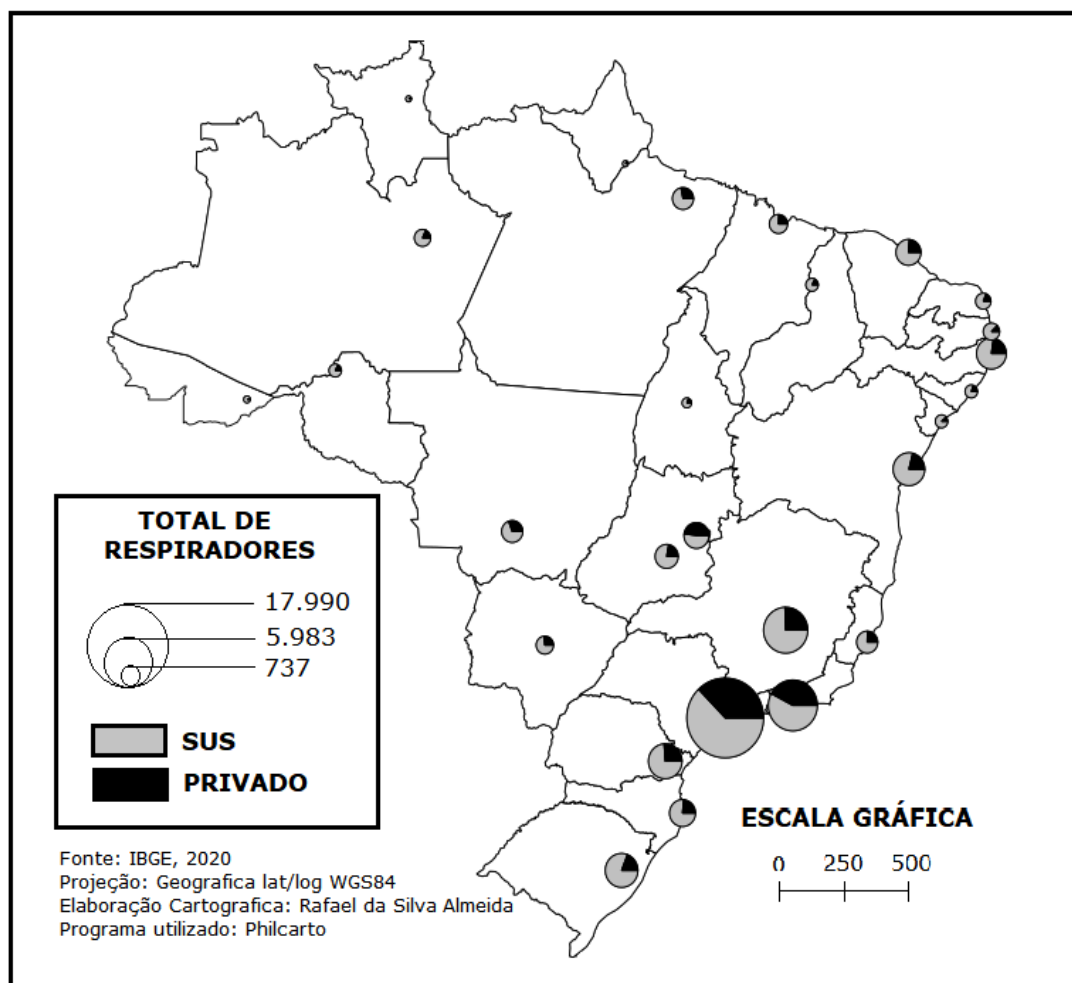 TOTAL DE
RESPIRADORES
17.990
5.983
737
SUS
PRIVADO
ESCALA GRÁFICA
0 250 500
Fonte: IBGE, 2020
Projeção: Geografica lat/log WGS84
Elaboração Cartografica: Rafael da Silva Almeida
Programa utilizado: Philcarto